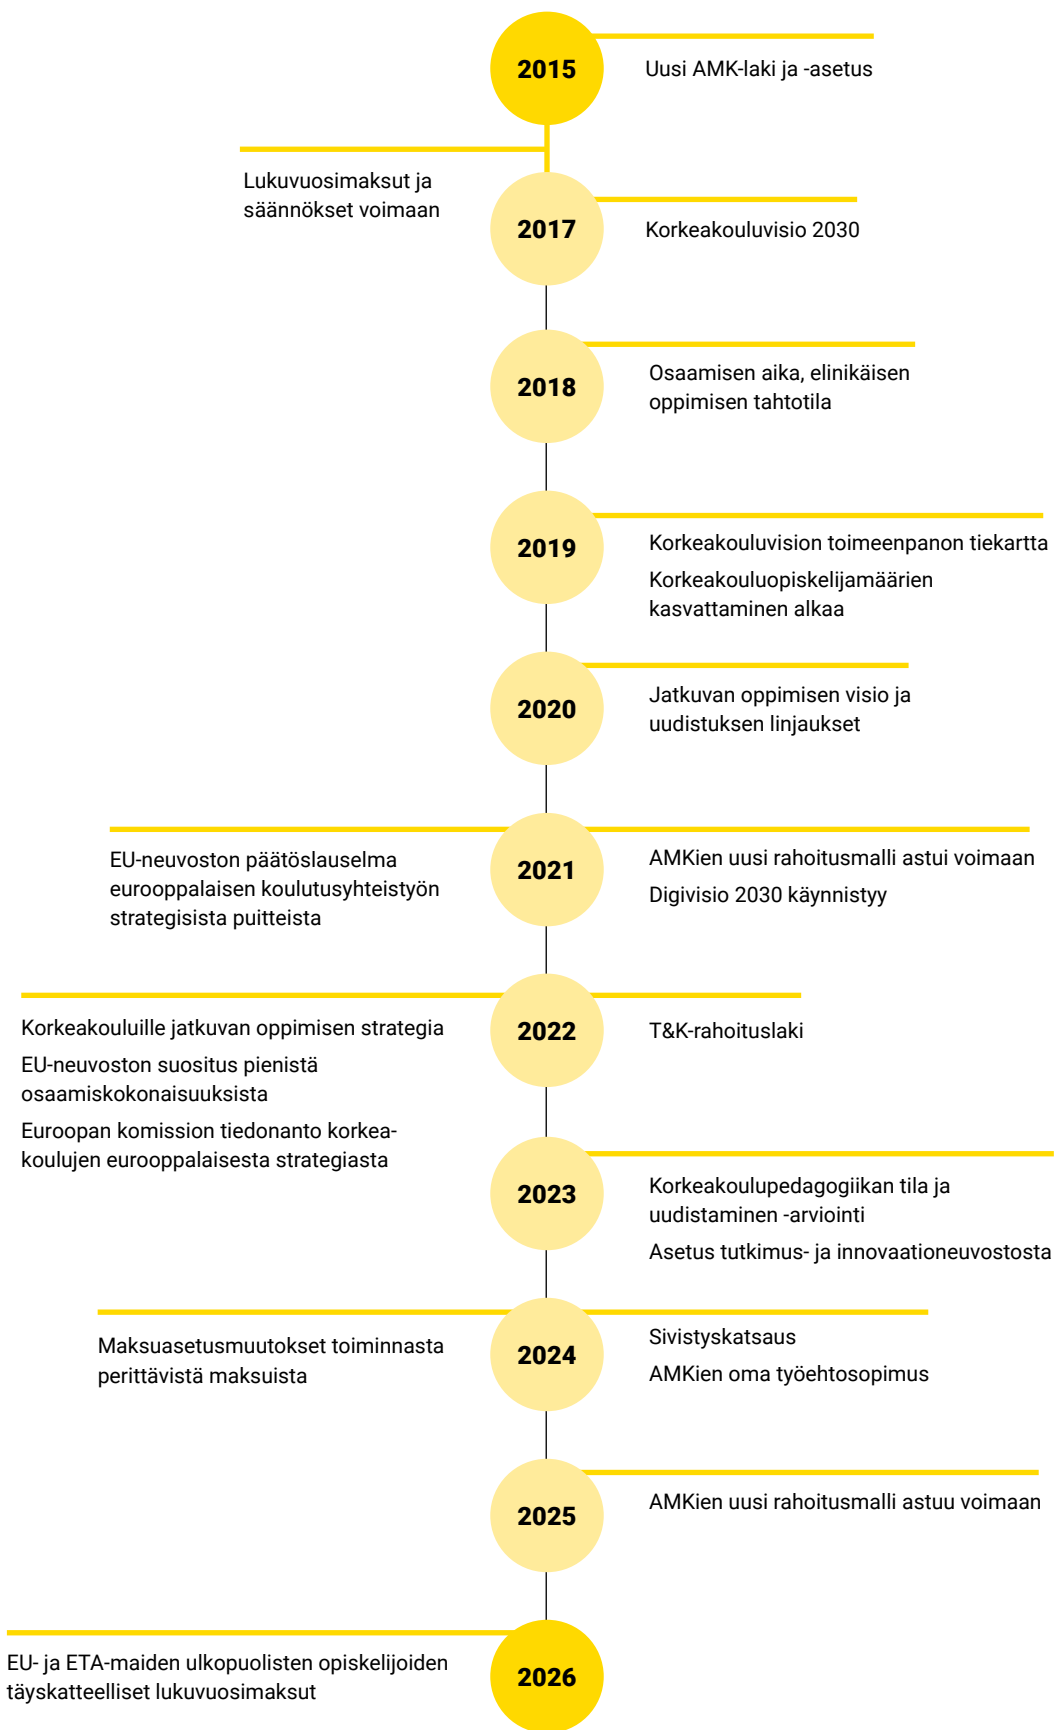 2015
Uusi AMK-laki ja -asetus
Lukuvuosimaksut ja
säännökset voimaan
2017
Korkeakouluvisio 2030
2018
Osaamisen aika, elinikäisen
oppimisen tahtotila
2019
Korkeakouluvision toimeenpanon tiekartta
Korkeakouluopiskelijamäärien
kasvattaminen alkaa
2020
Jatkuvan oppimisen visio ja
uudistuksen linjaukset
EU-neuvoston päätöslauselma
eurooppalaisen koulutusyhteistyön
strategisista puitteista
2021
AMKien uusi rahoitusmalli astui voimaan
Digivisio 2030 käynnistyy
Korkeakouluille jatkuvan oppimisen strategia
EU-neuvoston suositus pienistä
osaamiskokonaisuuksista
Euroopan komission tiedonanto korkea-
koulujen eurooppalaisesta strategiasta
2022
T&K-rahoituslaki
2023
Korkeakoulupedagogiikan tila ja
uudistaminen -arviointi
Asetus tutkimus- ja innovaationeuvostosta
Maksuasetusmuutokset toiminnasta
perittävistä maksuista
2024
Sivistyskatsaus
AMKien oma työehtosopimus
2025
AMKien uusi rahoitusmalli astuu voimaan
EU- ja ETA-maiden ulkopuolisten opiskelijoiden
täyskatteelliset lukuvuosimaksut
2026